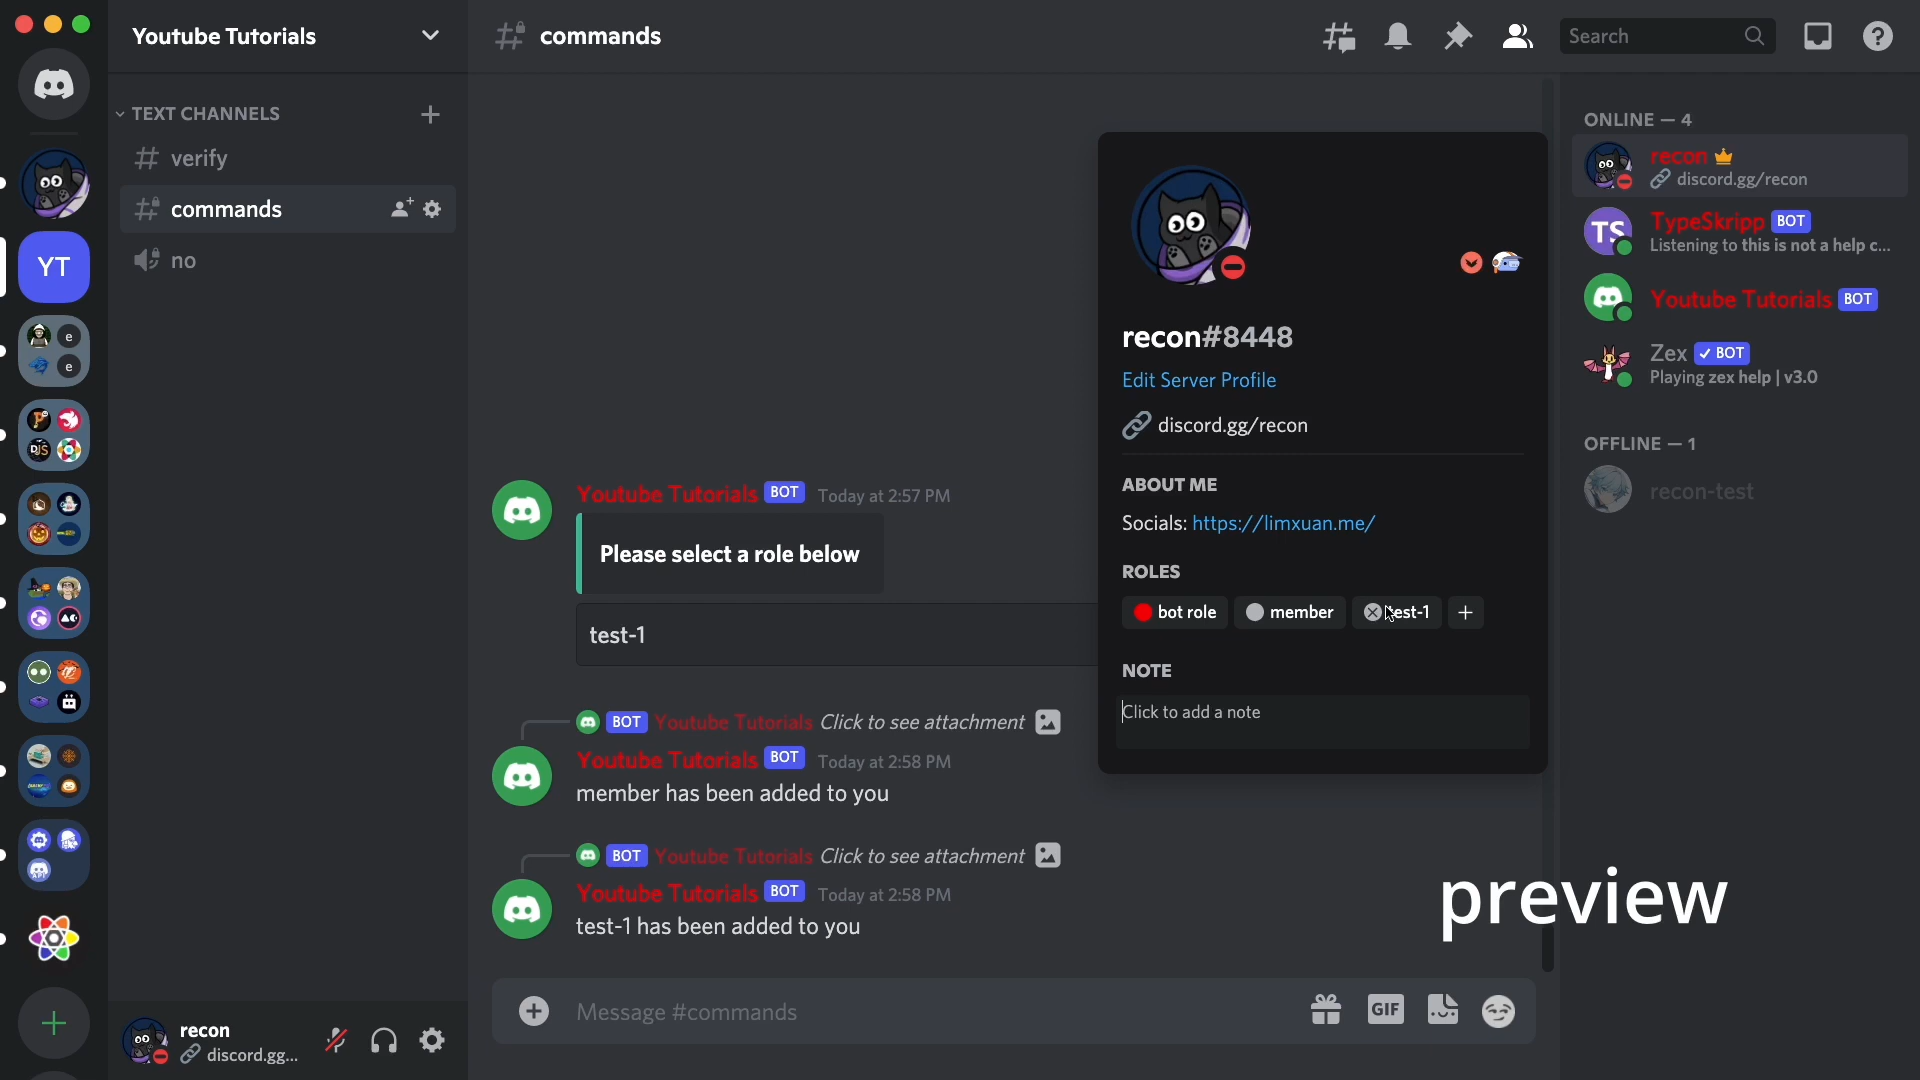 Youtube Tutorials
TEXT CHANNELS
verify
commands
no
YT
e
e
DJS
API
recon
discord.gg...
commands
Search
Youtube Tutorials BOT Today at 2:57 PM
Please select a role below
test-1
BOT Youtube Tutorials Click to see attachment
Youtube Tutorials BOT Today at 2:58 PM
member has been added to you
BOT Youtube Tutorials Click to see attachment
Youtube Tutorials BOT Today at 2:58 PM
test-1 has been added to you
Message #commands
GIF
recon#8448
Edit Server Profile
discord.gg/recon
ABOUT ME
Socials: https://limxuan.me/
ROLES
bot role member test-1
NOTE
Click to add a note
ONLINE — 4
recon
discord.gg/recon
TS
TypeSkripp BOT
Listening to this is not a help c...
Youtube Tutorials BOT
Zex ✓ BOT
Playing zex help | v3.0
OFFLINE — 1
recon-test
preview